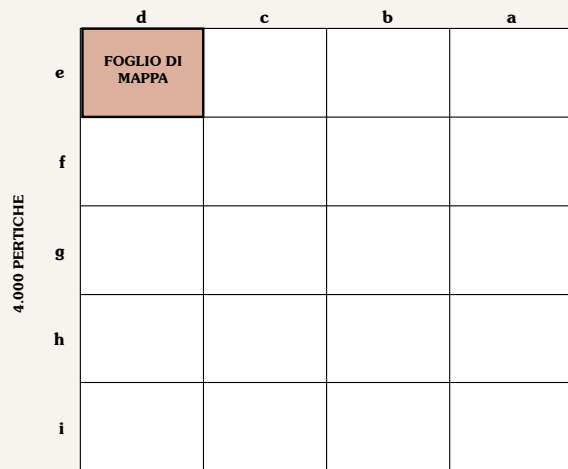 d c b a
e FOGLIO DI
MAPPA
f
g
4.000 PERTICHE
h
i